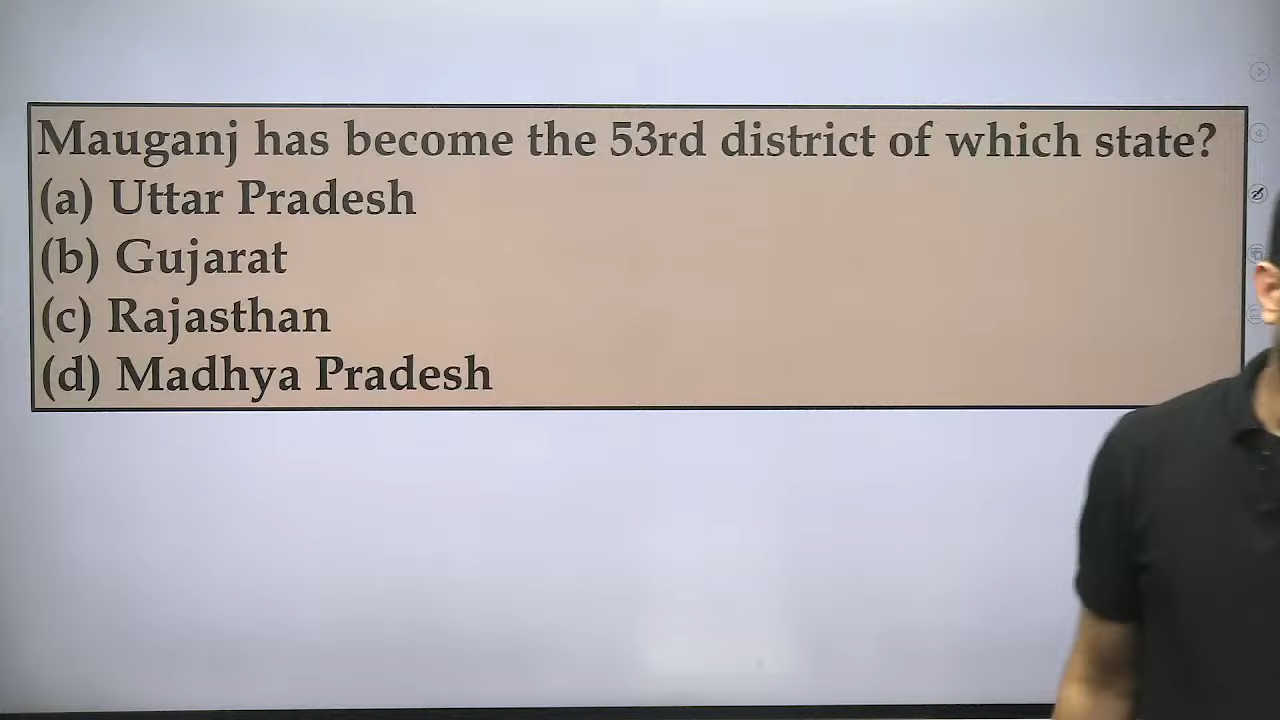 Mauganj has become the 53rd district of which state?
(a) Uttar Pradesh
(b) Gujarat
(c) Rajasthan
(d) Madhya Pradesh